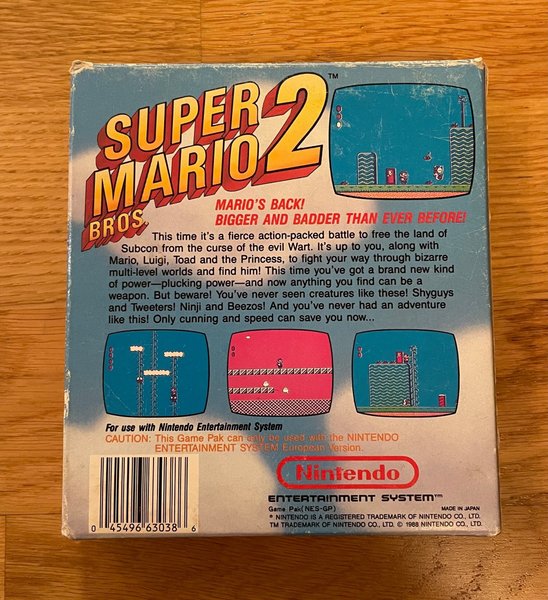 SUPER
MARIO
BROS. 2™
MARIO'S BACK!
BIGGER AND BADDER THAN EVER BEFORE!
This time it's a fierce action-packed battle to free the land of
Subcon from the curse of the evil Wart. It's up to you, along with
Mario, Luigi, Toad and the Princess, to fight your way through bizarre
multi-level worlds and find him! This time you've got a brand new kind
of power—plucking power—and now anything you find can be a
weapon. But beware! You've never seen creatures like these! Shyguys
and Tweeters! Ninji and Beezos! And you've never had an adventure
like this! Only cunning and speed can save you now...
For use with Nintendo Entertainment System
CAUTION: This Game Pak can only be used with the NINTENDO
ENTERTAINMENT SYSTEM European Version.
Nintendo
ENTERTAINMENT SYSTEM™
Game Pak(NES-GP)
MADE IN JAPAN
® NINTENDO IS A REGISTERED TRADEMARK OF NINTENDO CO., LTD.
TM TRADEMARK OF NINTENDO CO., LTD. © 1988 NINTENDO CO., LTD.
0 45496 63038 6